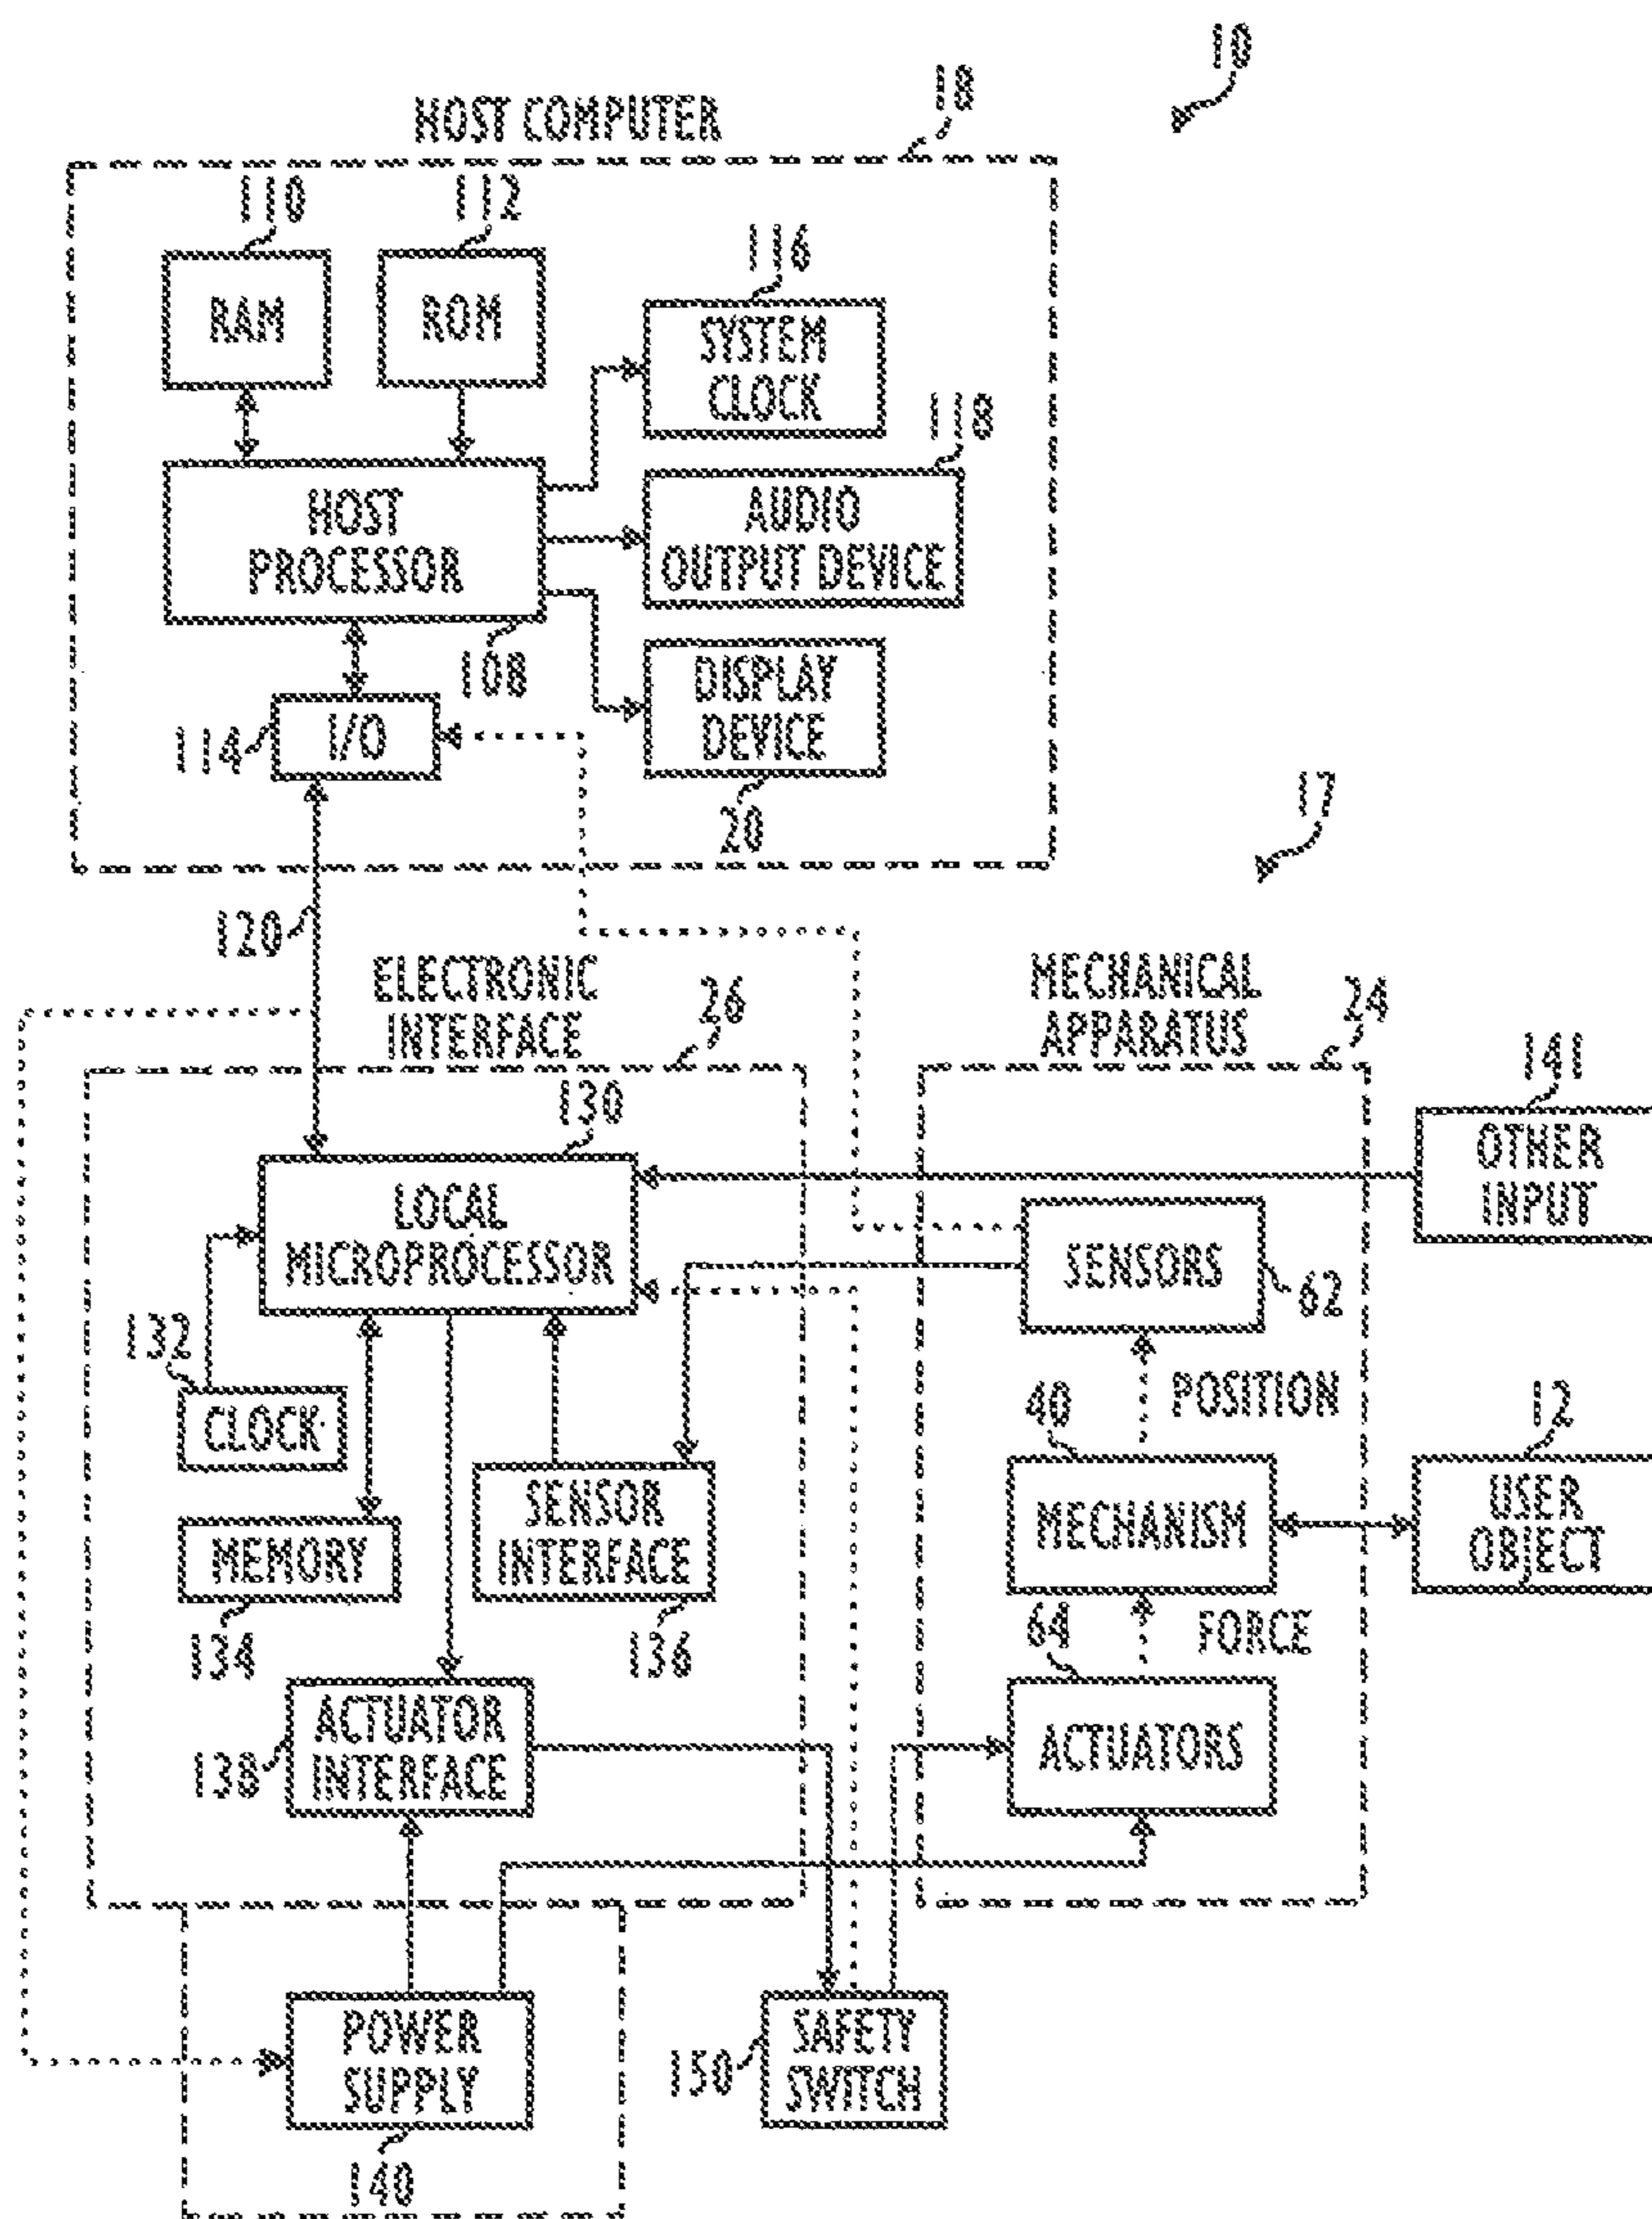 10
HOST COMPUTER
18
110
112
RAM
ROM
116
SYSTEM
CLOCK
118
HOST
PROCESSOR
AUDIO
OUTPUT DEVICE
108
DISPLAY
DEVICE
114
I/O
20
17
120
ELECTRONIC
INTERFACE
26
MECHANICAL
APPARATUS
24
141
OTHER
INPUT
130
LOCAL
MICROPROCESSOR
SENSORS
62
132
CLOCK
POSITION
40
12
MECHANISM
USER
OBJECT
SENSOR
INTERFACE
MEMORY
134
136
64
FORCE
ACTUATOR
INTERFACE
138
ACTUATORS
POWER
SUPPLY
140
150
SAFETY
SWITCH